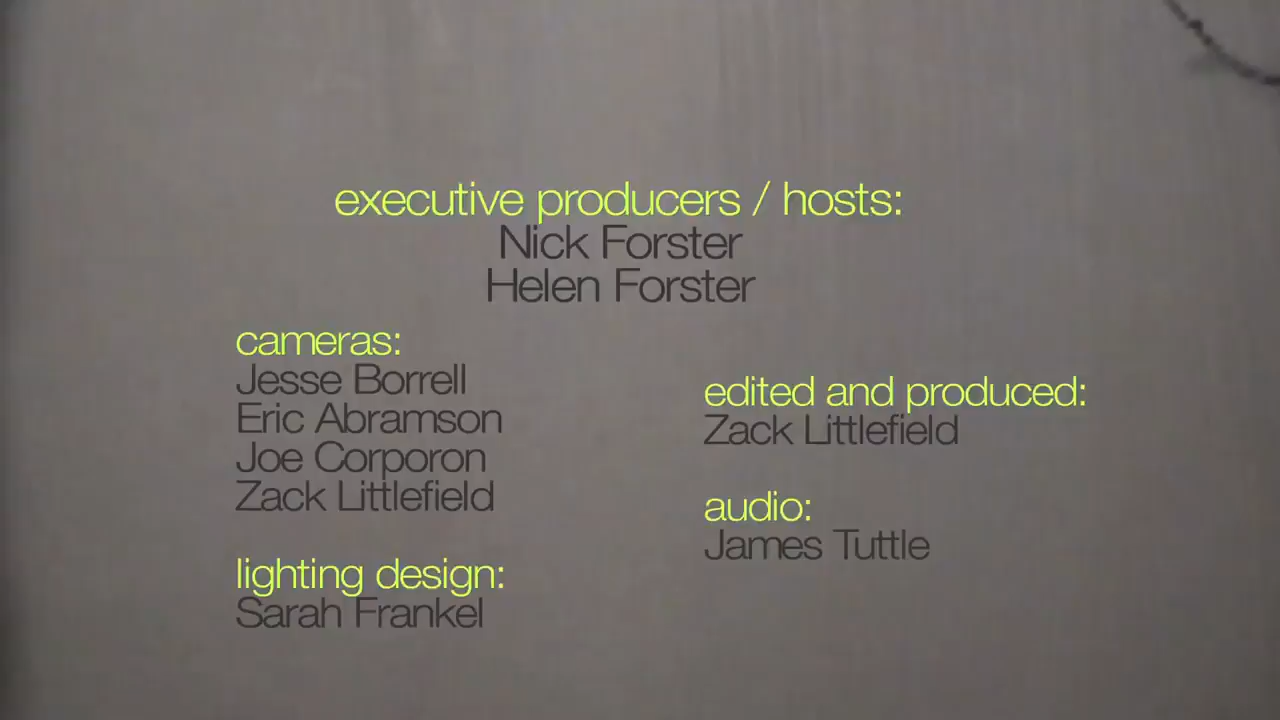 executive producers / hosts:
Nick Forster
Helen Forster
cameras:
Jesse Borrell
Eric Abramson
Joe Corporon
Zack Littlefield
lighting design:
Sarah Frankel
edited and produced:
Zack Littlefield
audio:
James Tuttle